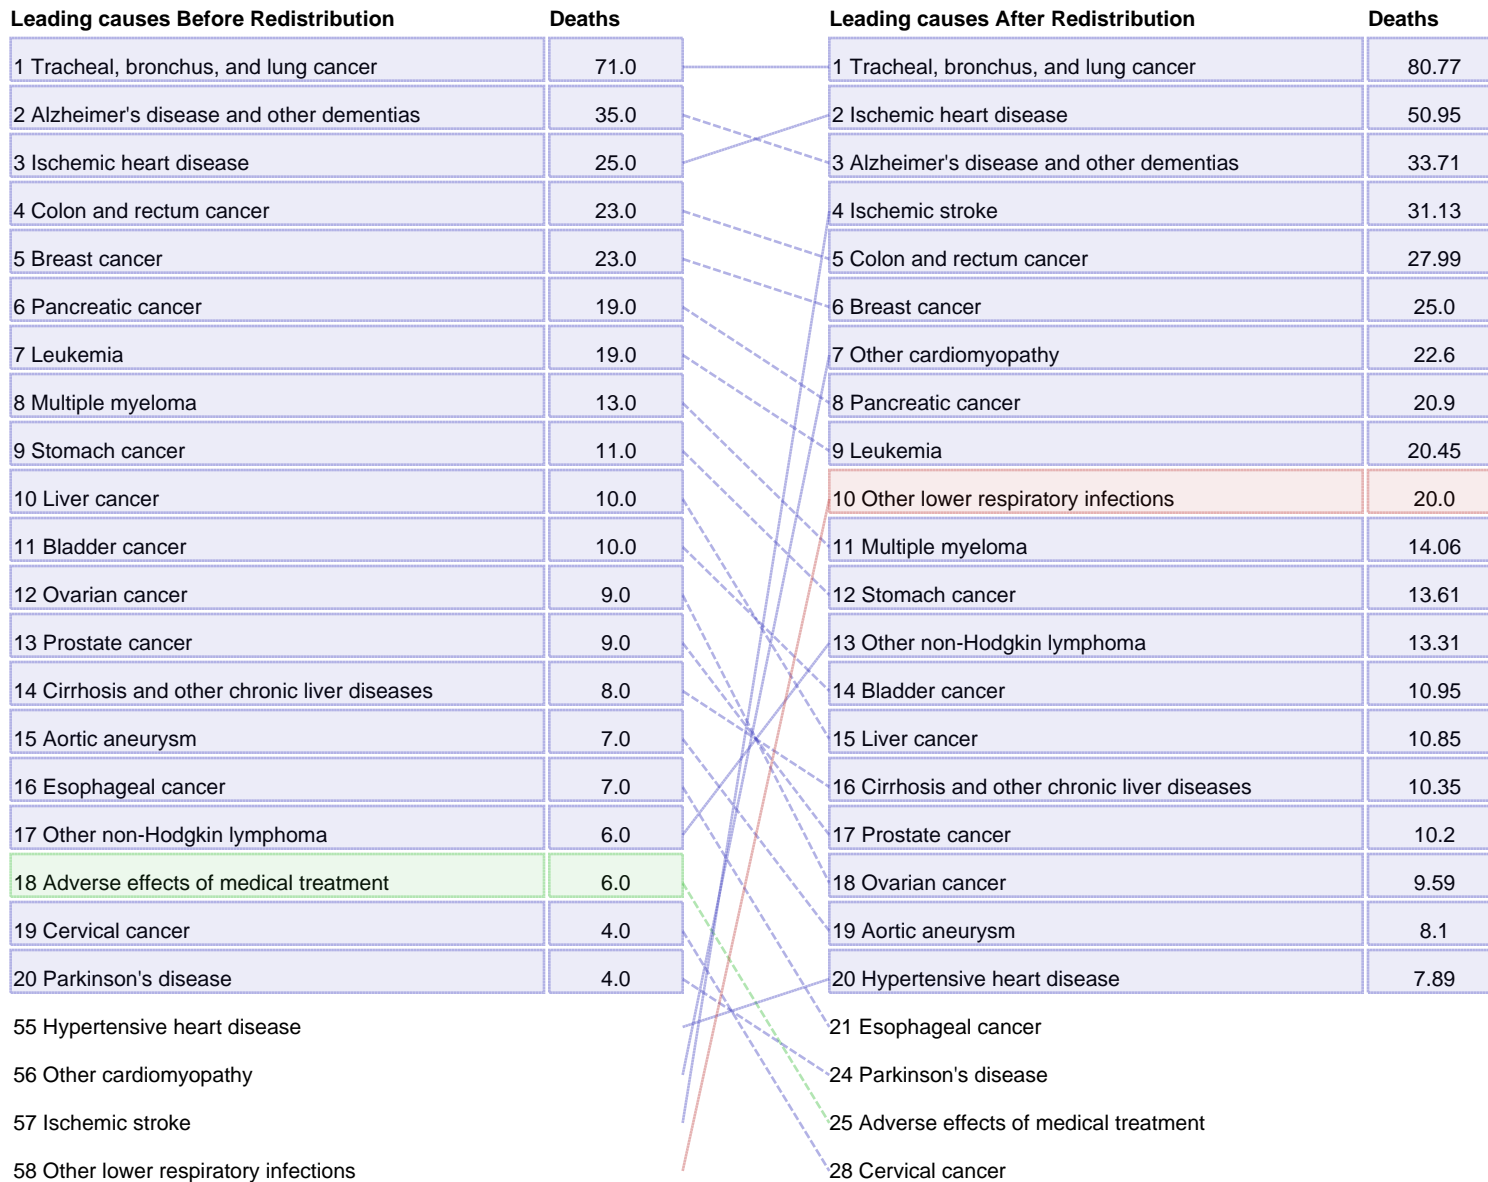 Leading causes Before Redistribution Deaths Leading causes After Redistribution Deaths
1 Tracheal, bronchus, and lung cancer 71.0 1 Tracheal, bronchus, and lung cancer 80.77
2 Alzheimer's disease and other dementias 35.0 2 Ischemic heart disease 50.95
3 Ischemic heart disease 25.0 3 Alzheimer's disease and other dementias 33.71
4 Colon and rectum cancer 23.0 4 Ischemic stroke 31.13
5 Breast cancer 23.0 5 Colon and rectum cancer 27.99
6 Pancreatic cancer 19.0 6 Breast cancer 25.0
7 Leukemia 19.0 7 Other cardiomyopathy 22.6
8 Multiple myeloma 13.0 8 Pancreatic cancer 20.9
9 Stomach cancer 11.0 9 Leukemia 20.45
10 Liver cancer 10.0 10 Other lower respiratory infections 20.0
11 Bladder cancer 10.0 11 Multiple myeloma 14.06
12 Ovarian cancer 9.0 12 Stomach cancer 13.61
13 Prostate cancer 9.0 13 Other non-Hodgkin lymphoma 13.31
14 Cirrhosis and other chronic liver diseases 8.0 14 Bladder cancer 10.95
15 Aortic aneurysm 7.0 15 Liver cancer 10.85
16 Esophageal cancer 7.0 16 Cirrhosis and other chronic liver diseases 10.35
17 Other non-Hodgkin lymphoma 6.0 17 Prostate cancer 10.2
18 Adverse effects of medical treatment 6.0 18 Ovarian cancer 9.59
19 Cervical cancer 4.0 19 Aortic aneurysm 8.1
20 Parkinson's disease 4.0 20 Hypertensive heart disease 7.89
55 Hypertensive heart disease 21 Esophageal cancer
56 Other cardiomyopathy 24 Parkinson's disease
57 Ischemic stroke 25 Adverse effects of medical treatment
58 Other lower respiratory infections 28 Cervical cancer